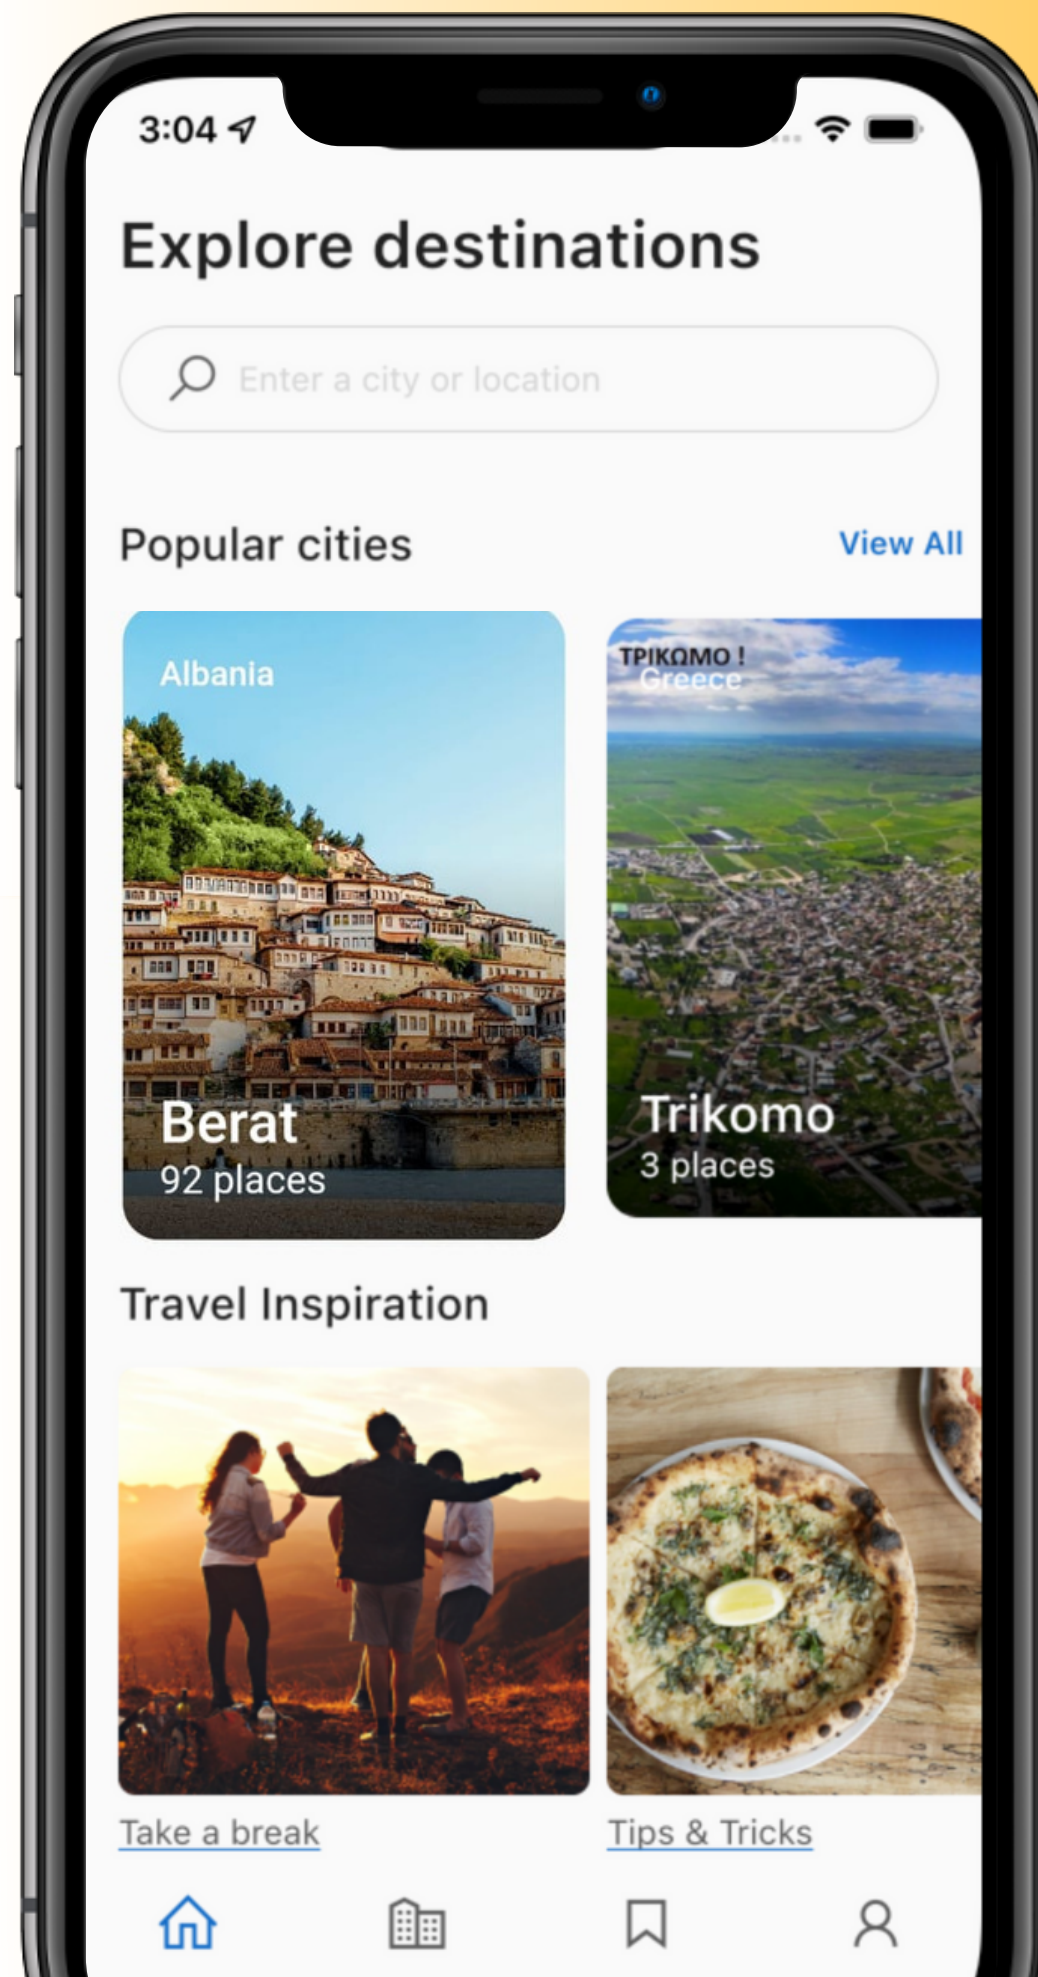 3:04
Explore destinations
Enter a city or location
Popular cities
View All
Albania
Berat
92 places
ΤΡΙΚΩΜΟ !
Greece
Trikomo
3 places
Travel Inspiration
Take a break
Tips & Tricks